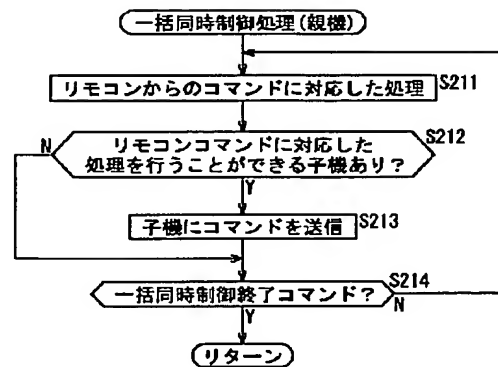 一括同時制御処理(親機)
リモコンからのコマンドに対応した処理
S211
リモコンコマンドに対応した
処理を行うことができる子機あり?
S212
N
Y
子機にコマンドを送信
S213
一括同時制御終了コマンド?
S214
N
Y
リターン